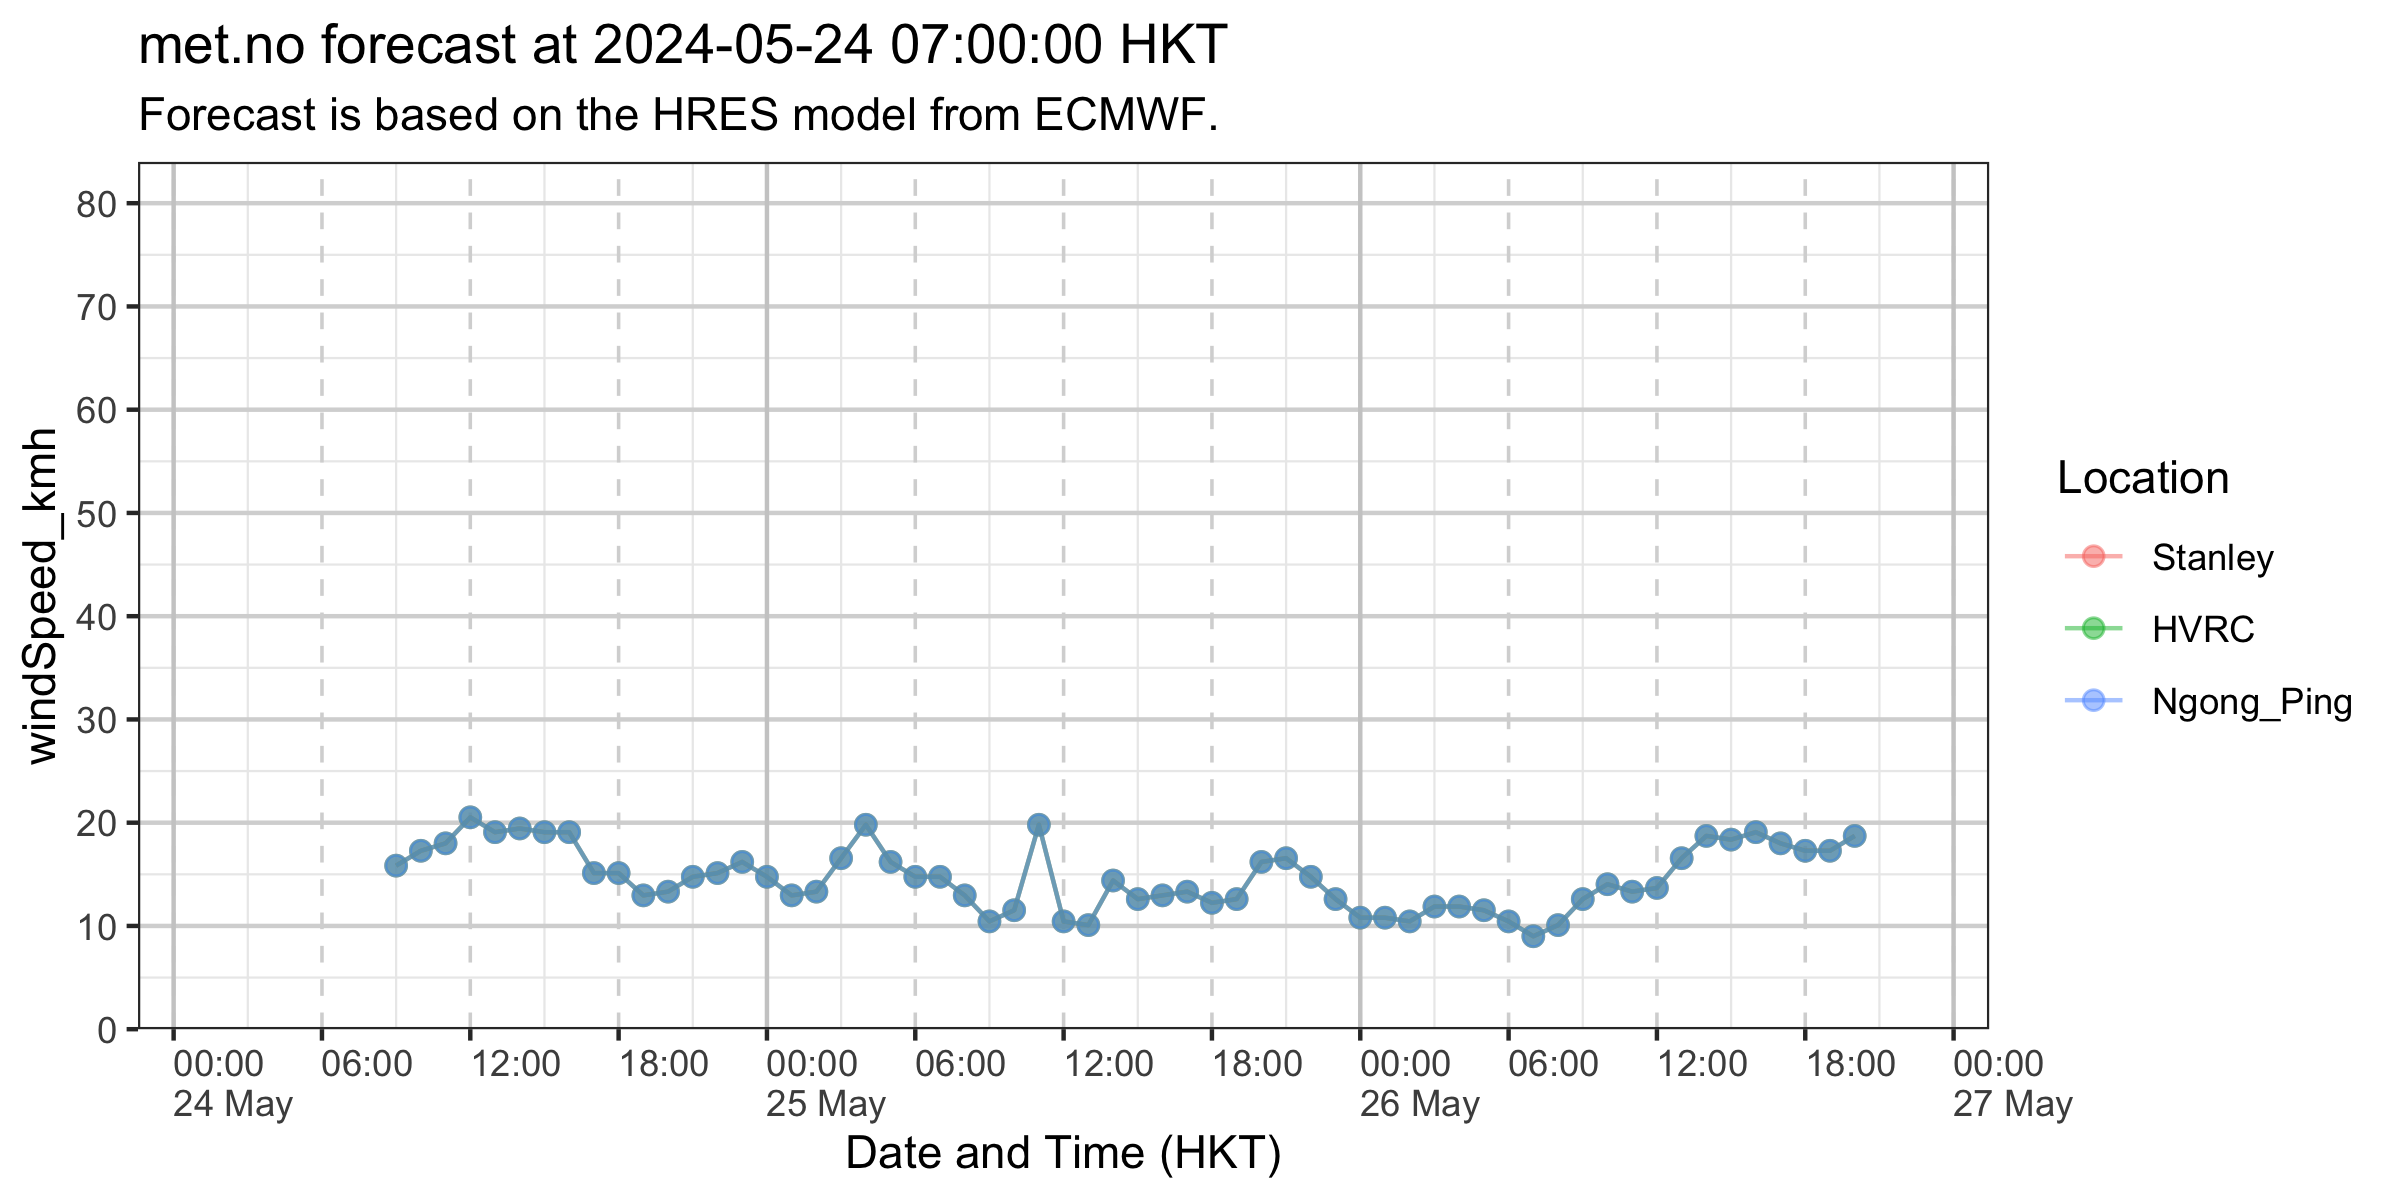 met.no forecast at 2024-05-24 07:00:00 HKT
Forecast is based on the HRES model from ECMWF.
windSpeed_kmh
80
70
60
50
40
30
20
10
0
00:00 06:00 12:00 18:00 00:00 06:00 12:00 18:00 00:00 06:00 12:00 18:00 00:00
24 May 25 May 26 May 27 May
Date and Time (HKT)
Location
Stanley
HVRC
Ngong_Ping